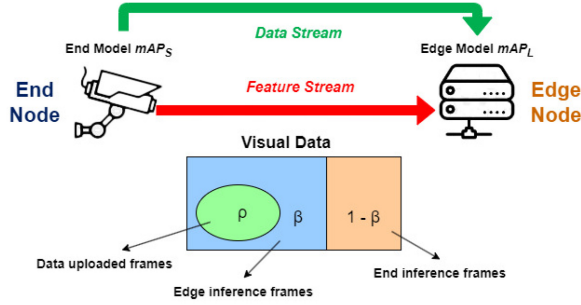 Data Stream
End Model mAPS
Edge Model mAPL
End
Node
Feature Stream
Edge
Node
Visual Data
ρ
β
1 - β
Data uploaded frames
End inference frames
Edge inference frames